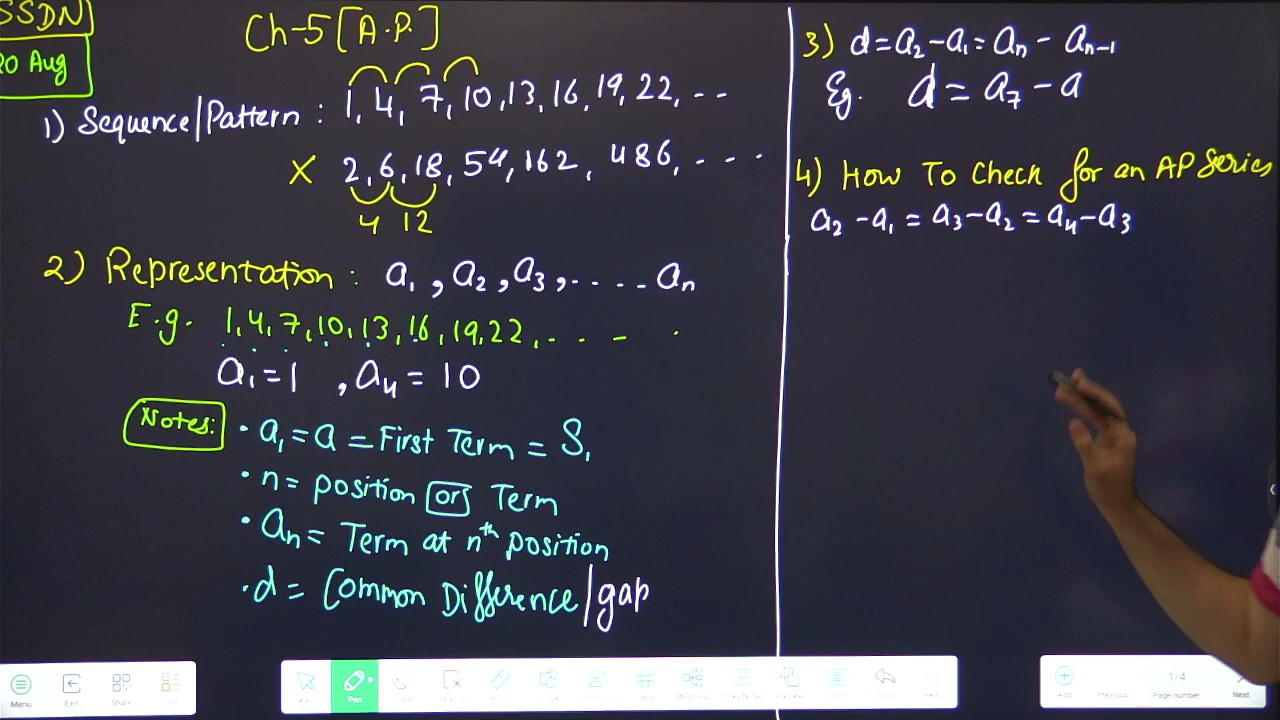 SSDN
20 Aug
Ch-5 [A.P.]
1) Sequence/Pattern : 1, 4, 7, 10, 13, 16, 19, 22, - -
X 2, 6, 18, 54, 162, 486, - - - .
4 12
2) Representation : a₁, a₂, a₃, - . . . . aₙ
E.g. 1, 4, 7, 10, 13, 16, 19, 22, . - - - .
a₁ = 1 , a₄ = 10
Notes: • a₁ = a = First Term = S₁
• n = position or Term
• aₙ = Term at nᵗʰ position
• d = Common Difference/gap
3) d = a₂ - a₁ = aₙ - aₙ₋₁
Eg. d = a₇ - a
4) How To Check for an AP Series
a₂ - a₁ = a₃ - a₂ = a₄ - a₃
Menu
Share
Pen
Add
Previous
1/4
Page number
Next